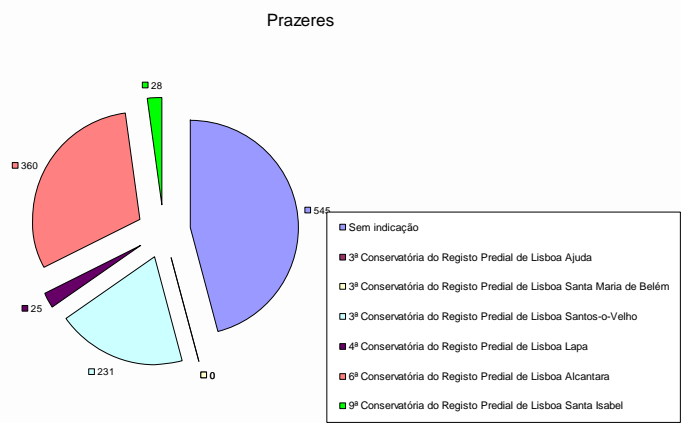 Prazeres
28
360
545
25
231
0
Sem indicação
3ª Conservatória do Registo Predial de Lisboa Ajuda
3ª Conservatória do Registo Predial de Lisboa Santa Maria de Belém
3ª Conservatória do Registo Predial de Lisboa Santos-o-Velho
4ª Conservatória do Registo Predial de Lisboa Lapa
6ª Conservatória do Registo Predial de Lisboa Alcantara
9ª Conservatória do Registo Predial de Lisboa Santa Isabel